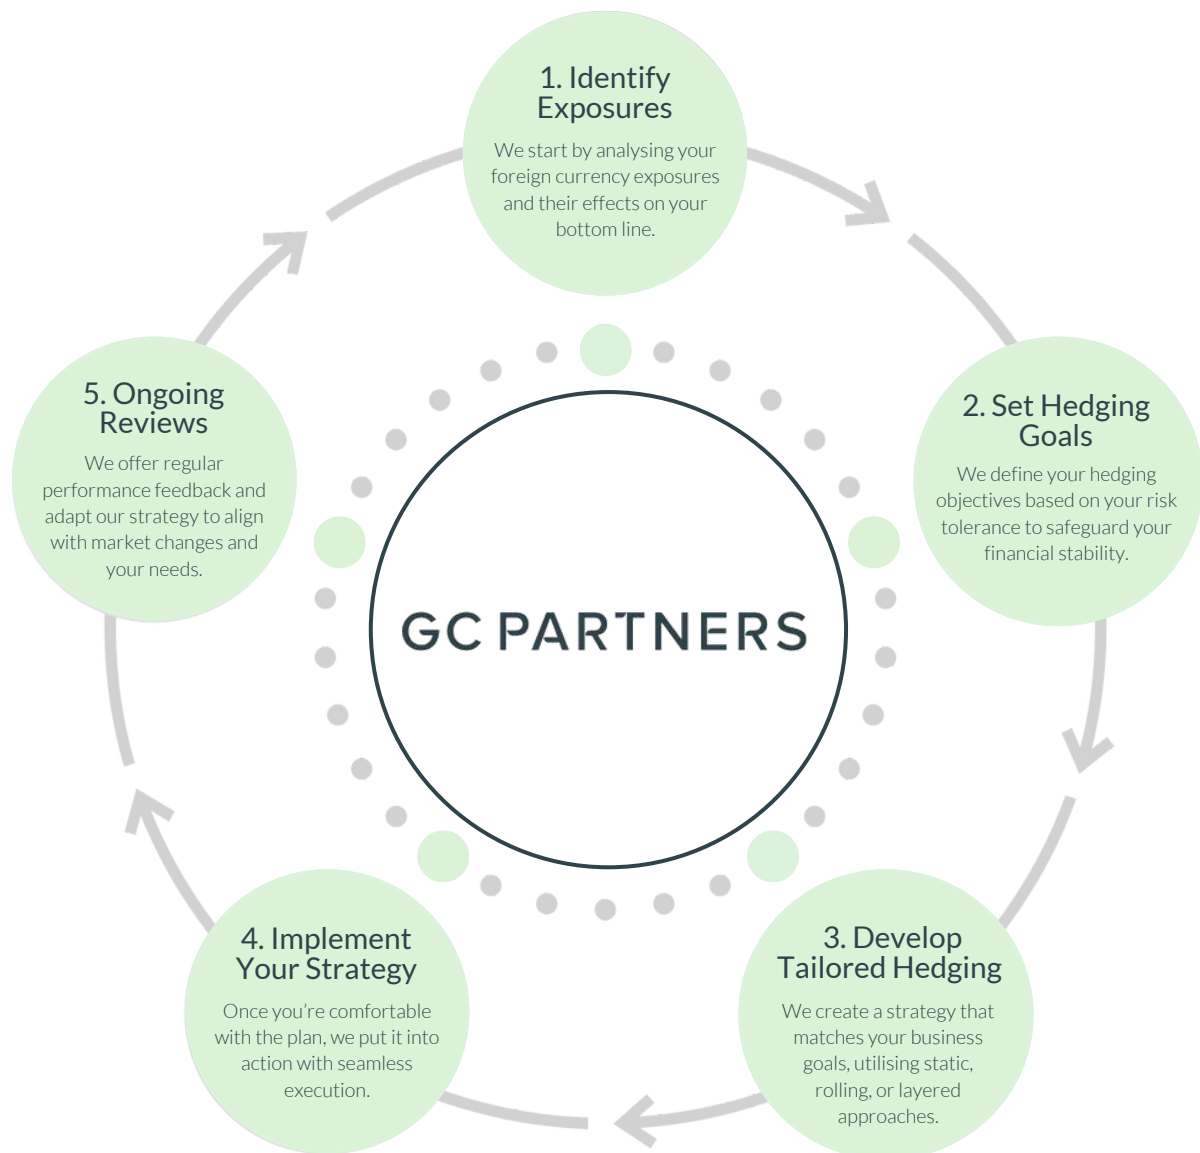 1. Identify
Exposures
We start by analysing your
foreign currency exposures
and their effects on your
bottom line.
2. Set Hedging
Goals
We define your hedging
objectives based on your risk
tolerance to safeguard your
financial stability.
3. Develop
Tailored Hedging
We create a strategy that
matches your business
goals, utilising static,
rolling, or layered
approaches.
4. Implement
Your Strategy
Once you’re comfortable
with the plan, we put it into
action with seamless
execution.
5. Ongoing
Reviews
We offer regular
performance feedback and
adapt our strategy to align
with market changes and
your needs.
GC PARTNERS